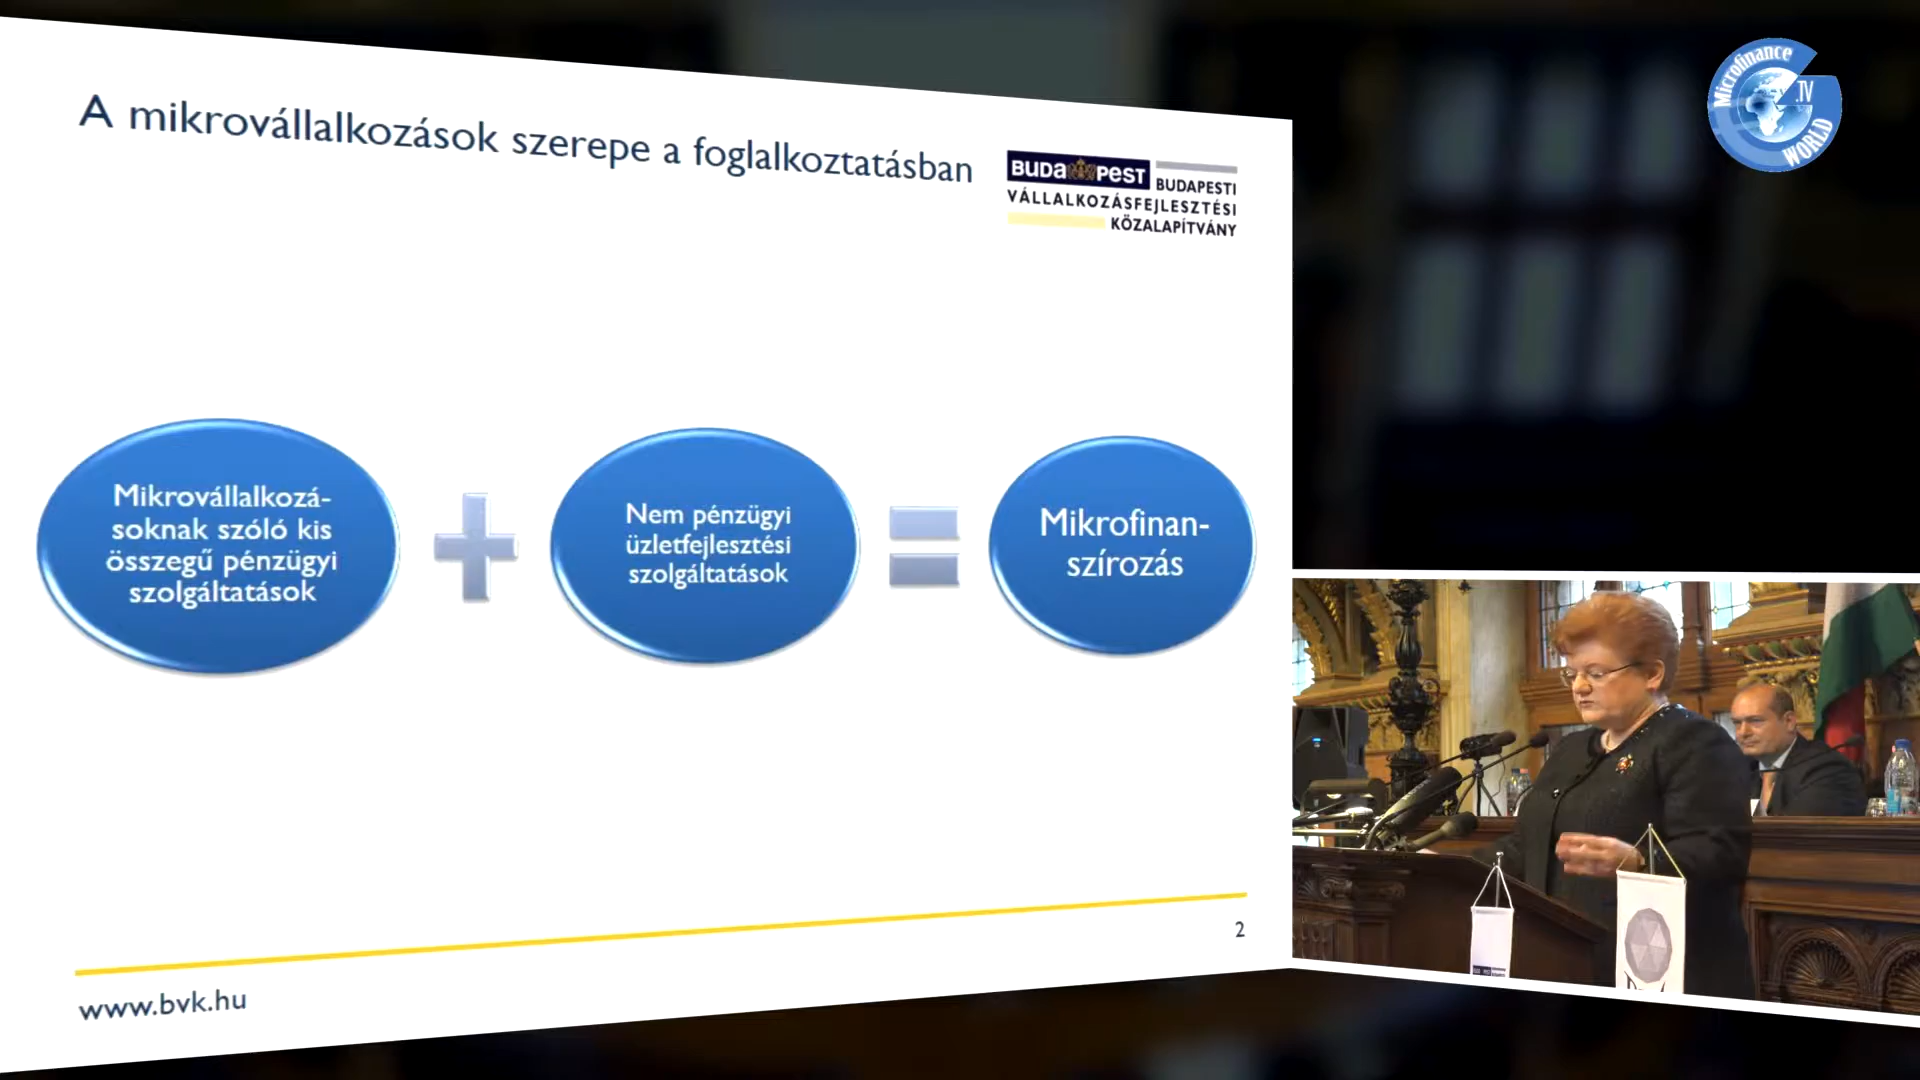 A mikrovállalkozások szerepe a foglalkoztatásban
BUDAPEST
BUDAPESTI
VÁLLALKOZÁSFEJLESZTÉSI
KÖZALAPÍTVÁNY
Microfinance
.TV
WORLD
Mikrovállalkozá-
soknak szóló kis
összegű pénzügyi
szolgáltatások
Nem pénzügyi
üzletfejlesztési
szolgáltatások
Mikrofinan-
szírozás
2
www.bvk.hu